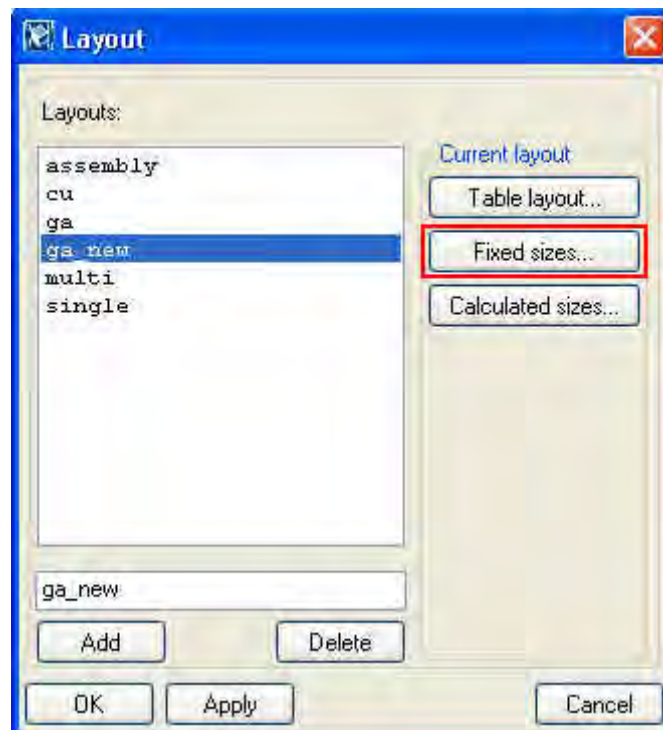 Layout
Layouts:
assembly
cu
ga
ga_new
multi
single
Current layout
Table layout...
Fixed sizes...
Calculated sizes...
ga_new
Add
Delete
OK
Apply
Cancel